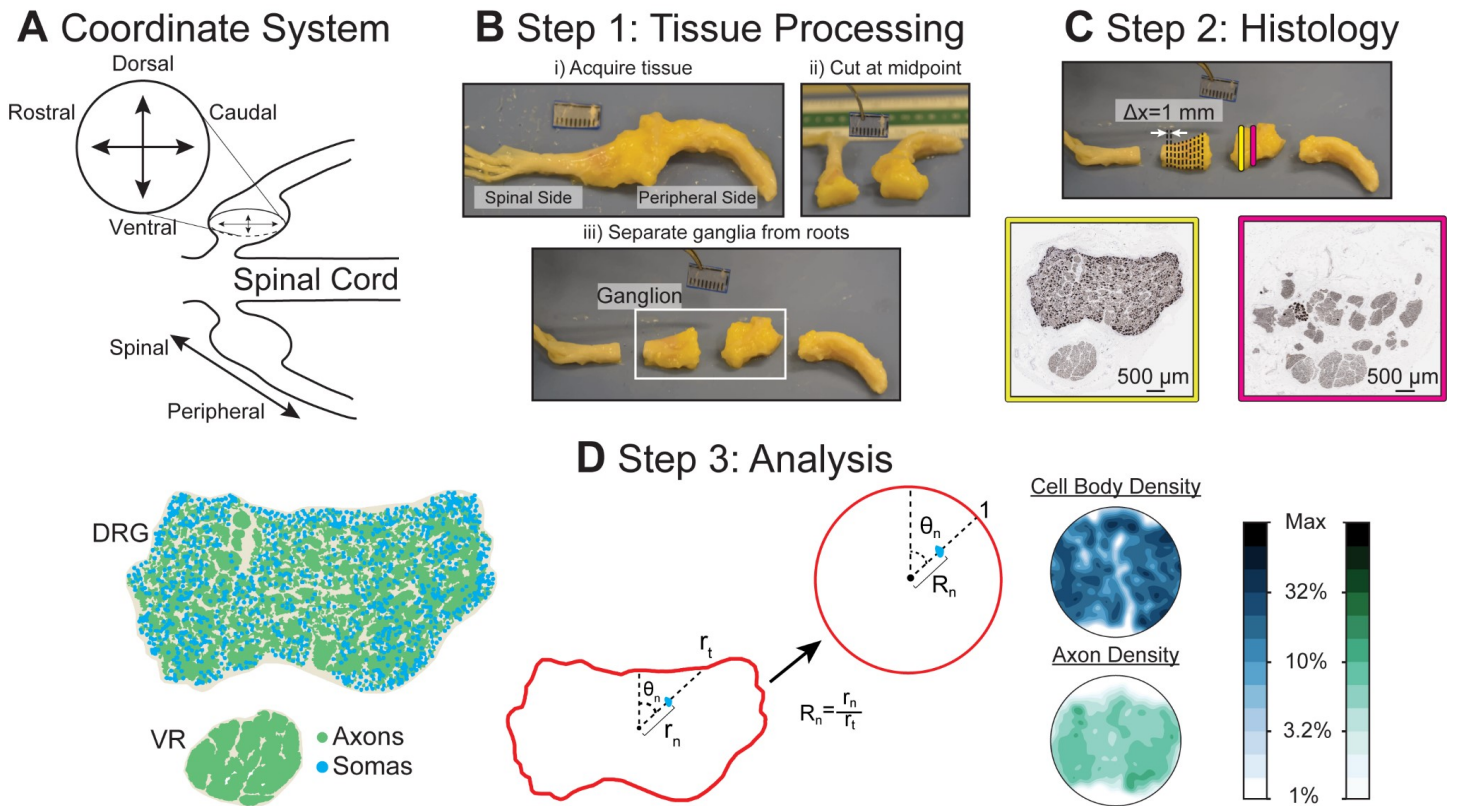 A Coordinate System
Dorsal
Rostral
Caudal
Ventral
Spinal Cord
Spinal
Peripheral
B Step 1: Tissue Processing
i) Acquire tissue
ii) Cut at midpoint
Spinal Side
Peripheral Side
iii) Separate ganglia from roots
Ganglion
C Step 2: Histology
Δx=1 mm
500 µm
500 µm
D Step 3: Analysis
DRG
VR
Axons
Somas
θn
rt
rn
θn
1
Rn
Rn=rn/rt
Cell Body Density
Axon Density
Max
32%
10%
3.2%
1%